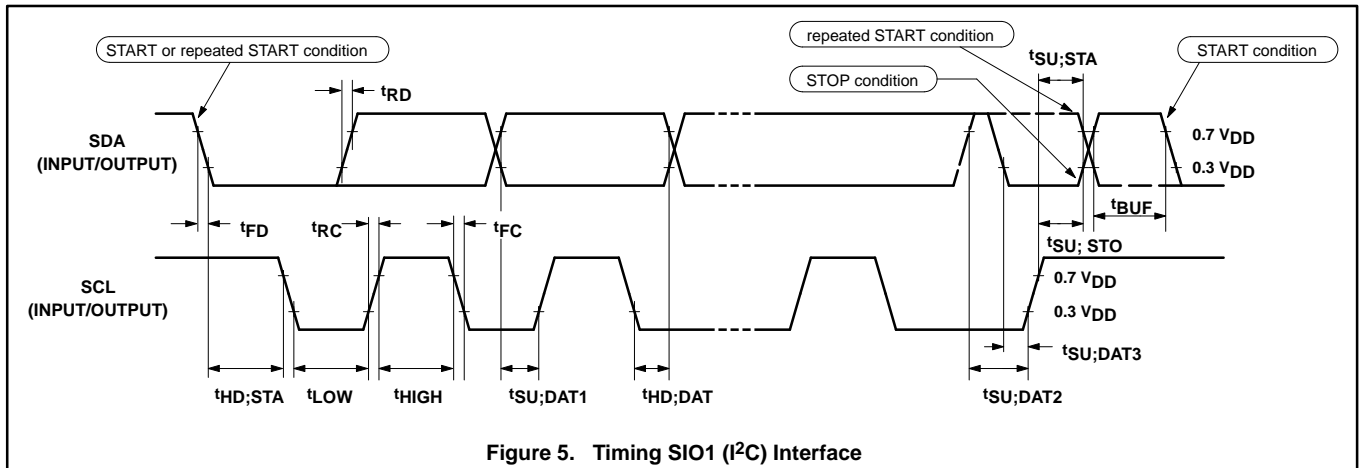 START or repeated START condition
repeated START condition
START condition
tSU;STA
STOP condition
tRD
SDA
(INPUT/OUTPUT)
0.7 VDD
0.3 VDD
tFD
tRC
tFC
tBUF
tSU; STO
SCL
(INPUT/OUTPUT)
0.7 VDD
0.3 VDD
tSU;DAT3
tHD;STA
tLOW
tHIGH
tSU;DAT1
tHD;DAT
tSU;DAT2
Figure 5. Timing SIO1 (I²C) Interface